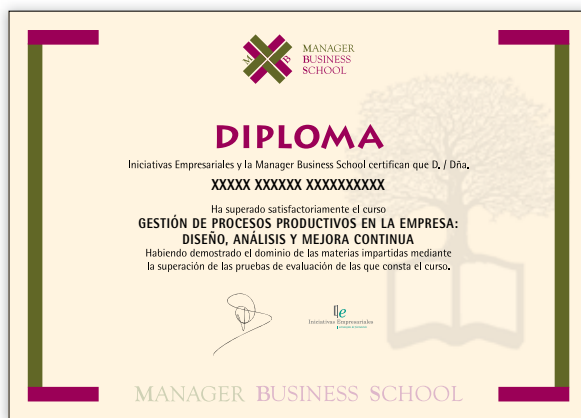 M B
S
MANAGER
BUSINESS
SCHOOL
DIPLOMA
Iniciativas Empresariales y la Manager Business School certifican que D. / Dña.
XXXXX XXXXXX XXXXXXXXXX
Ha superado satisfactoriamente el curso
GESTIÓN DE PROCESOS PRODUCTIVOS EN LA EMPRESA:
DISEÑO, ANÁLISIS Y MEJORA CONTINUA
Habiendo demostrado el dominio de las materias impartidas mediante
la superación de las pruebas de evaluación de las que consta el curso.
Iniciativas Empresariales
MANAGER BUSINESS SCHOOL